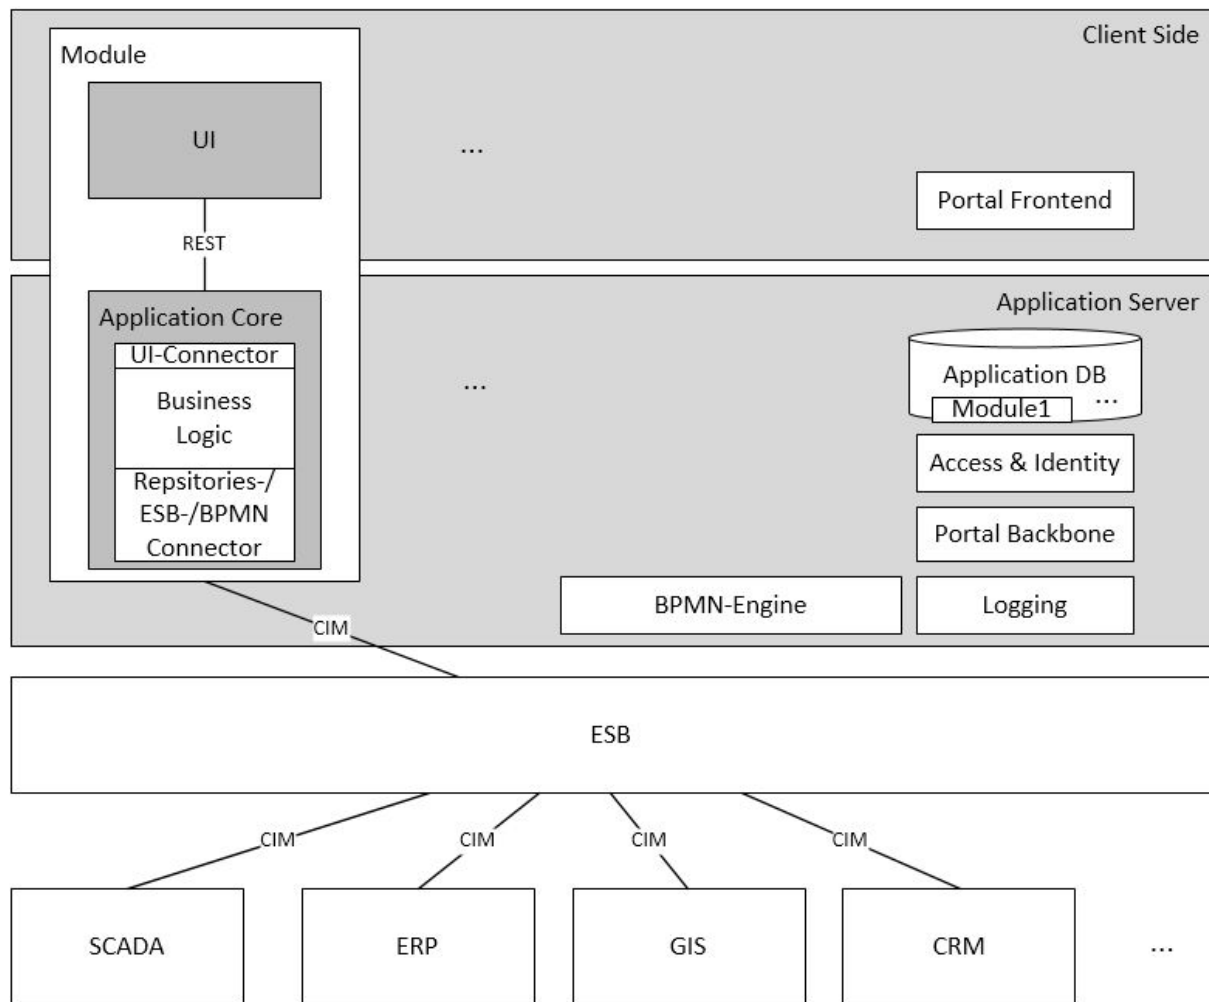 Client Side
Module
UI
...
Portal Frontend
REST
Application Server
Application Core
UI-Connector
Business
Logic
Repsitories-/
ESB-/BPMN
Connector
...
Application DB
Module1
...
Access & Identity
Portal Backbone
BPMN-Engine
Logging
CIM
ESB
CIM
CIM
CIM
CIM
SCADA
ERP
GIS
CRM
...